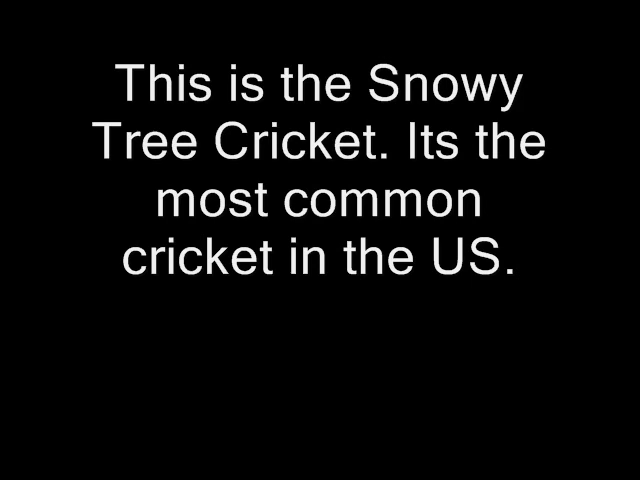 This is the Snowy
Tree Cricket. Its the
most common
cricket in the US.